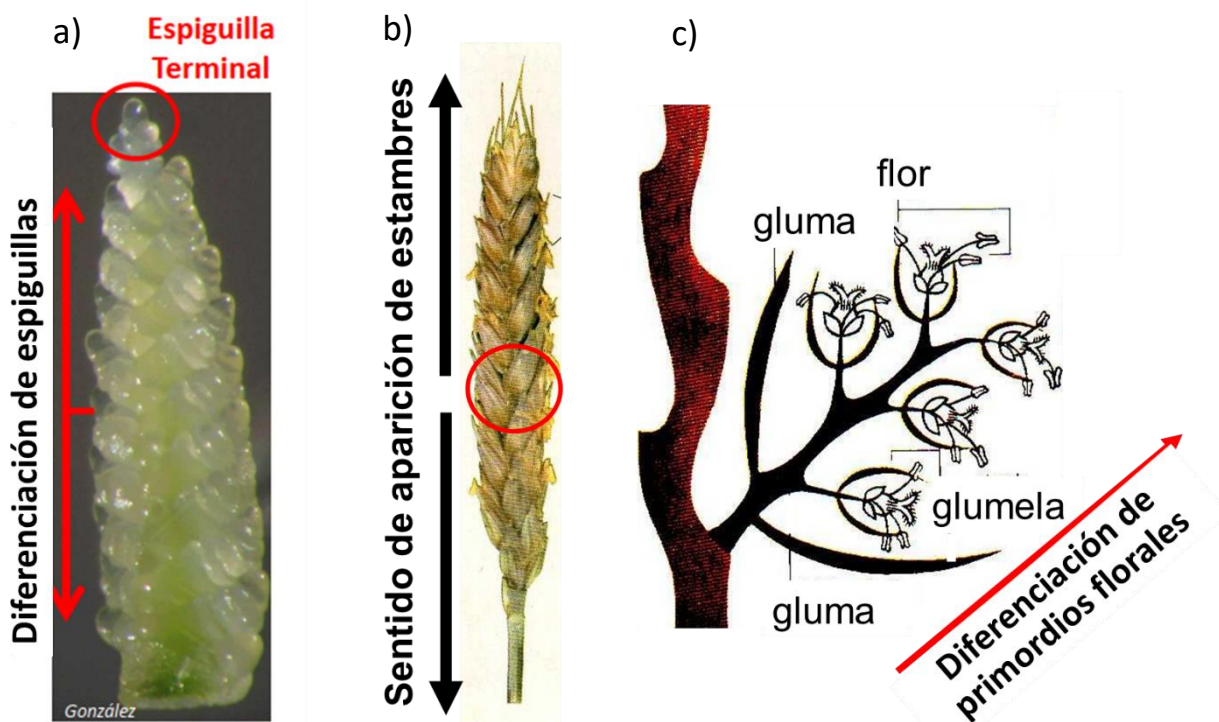 a)
Espiguilla
Terminal
Diferenciación de espiguillas
González
b)
Sentido de aparición de estambres
c)
flor
gluma
glumela
gluma
Diferenciación de
primordios florales